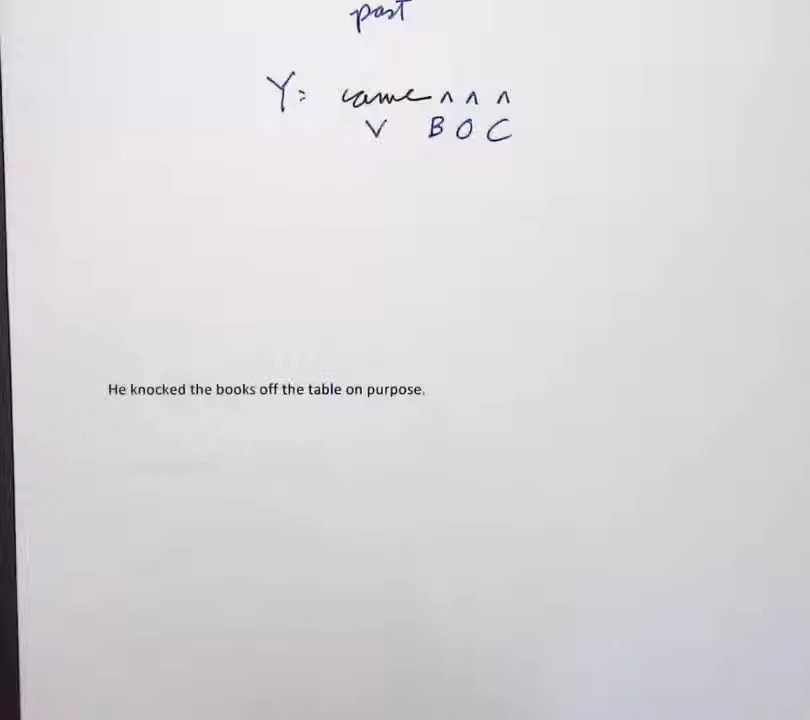 past
Y: came ^ ^ ^
V B O C
He knocked the books off the table on purpose.